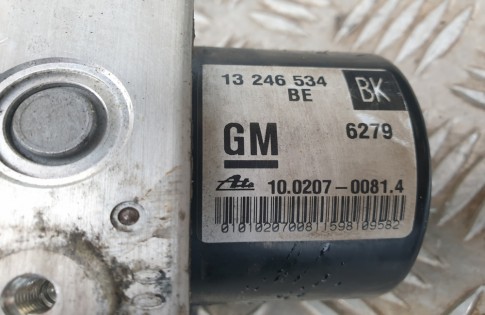 13 246 534 BK
BE
GM 6279
Ate 10.0207-0081.4
0101020700811598109582